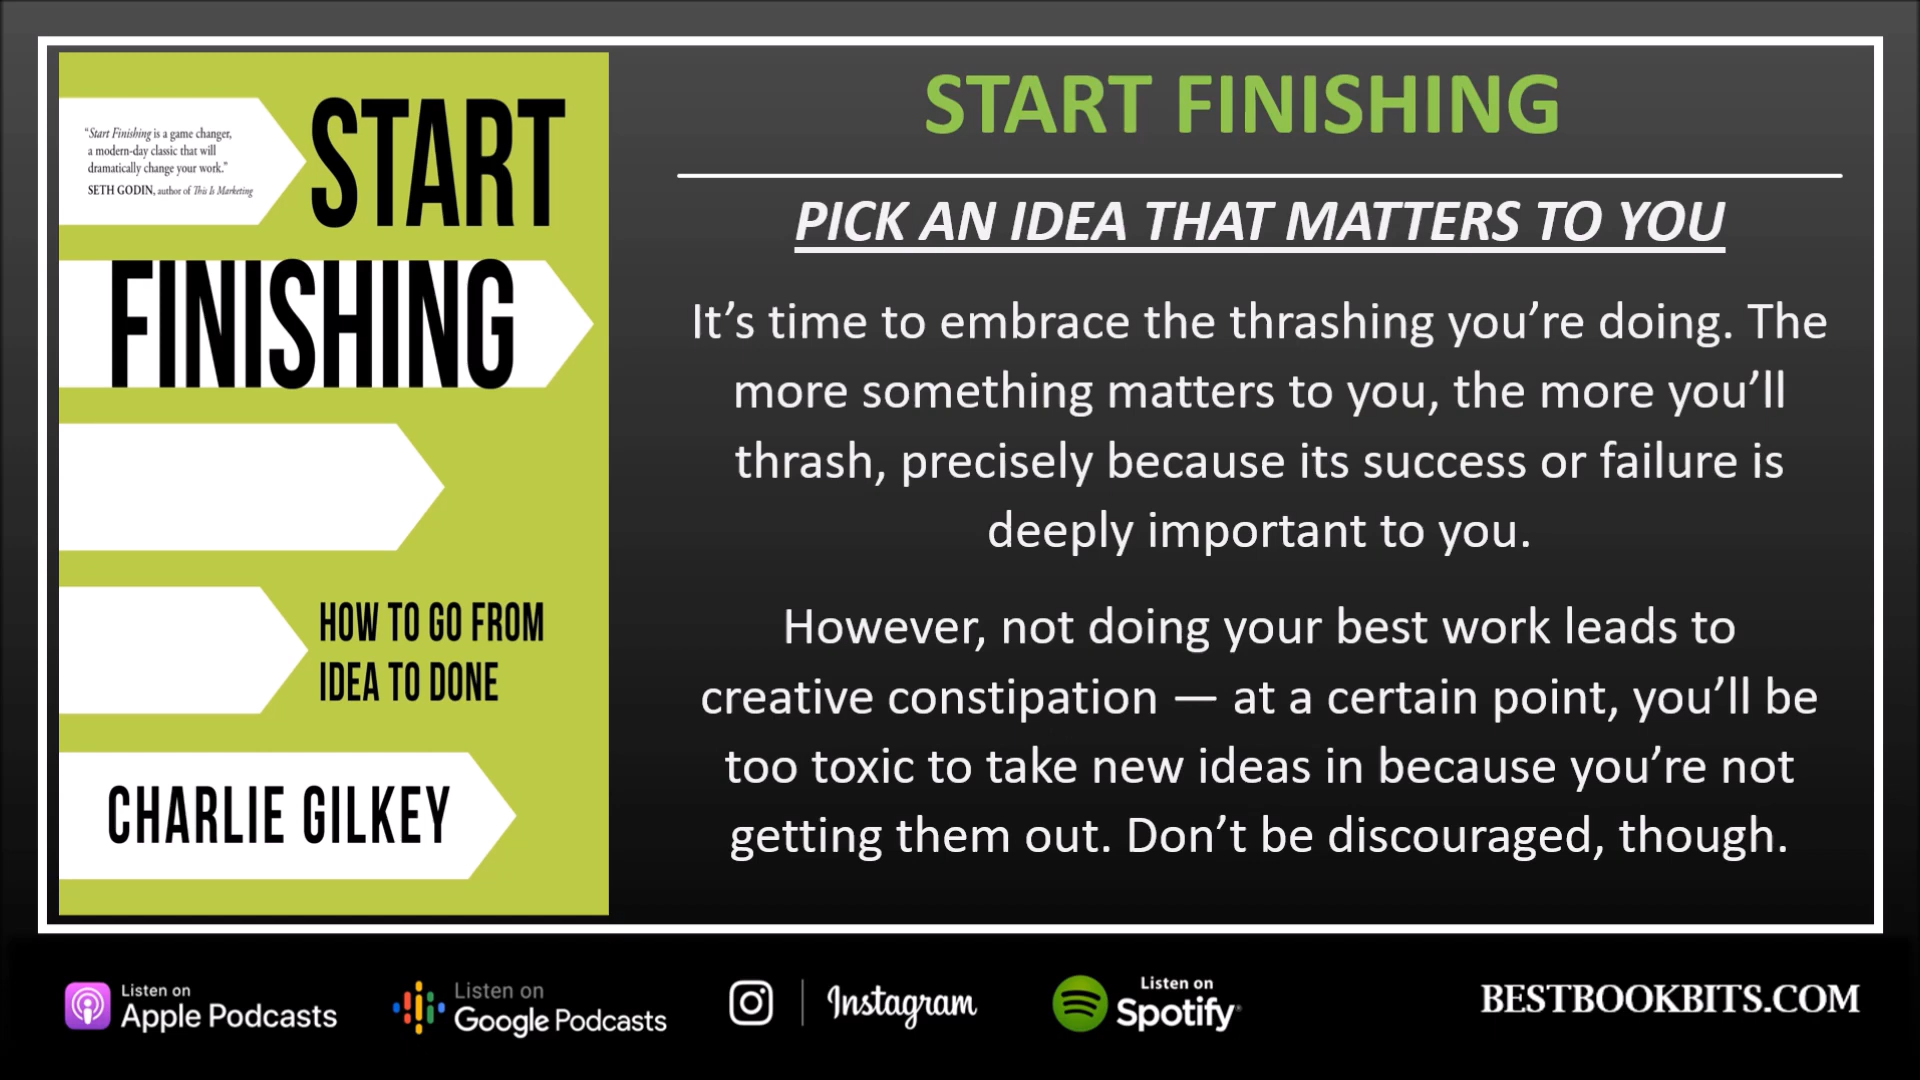 “Start Finishing is a game changer,
a modern-day classic that will
dramatically change your work.”
SETH GODIN, author of This Is Marketing
START
FINISHING
HOW TO GO FROM
IDEA TO DONE
CHARLIE GILKEY
START FINISHING
PICK AN IDEA THAT MATTERS TO YOU
It’s time to embrace the thrashing you’re doing. The
more something matters to you, the more you’ll
thrash, precisely because its success or failure is
deeply important to you.
However, not doing your best work leads to
creative constipation — at a certain point, you’ll be
too toxic to take new ideas in because you’re not
getting them out. Don’t be discouraged, though.
Listen on
Apple Podcasts
Listen on
Google Podcasts
Instagram
Listen on
Spotify
BESTBOOKBITS.COM